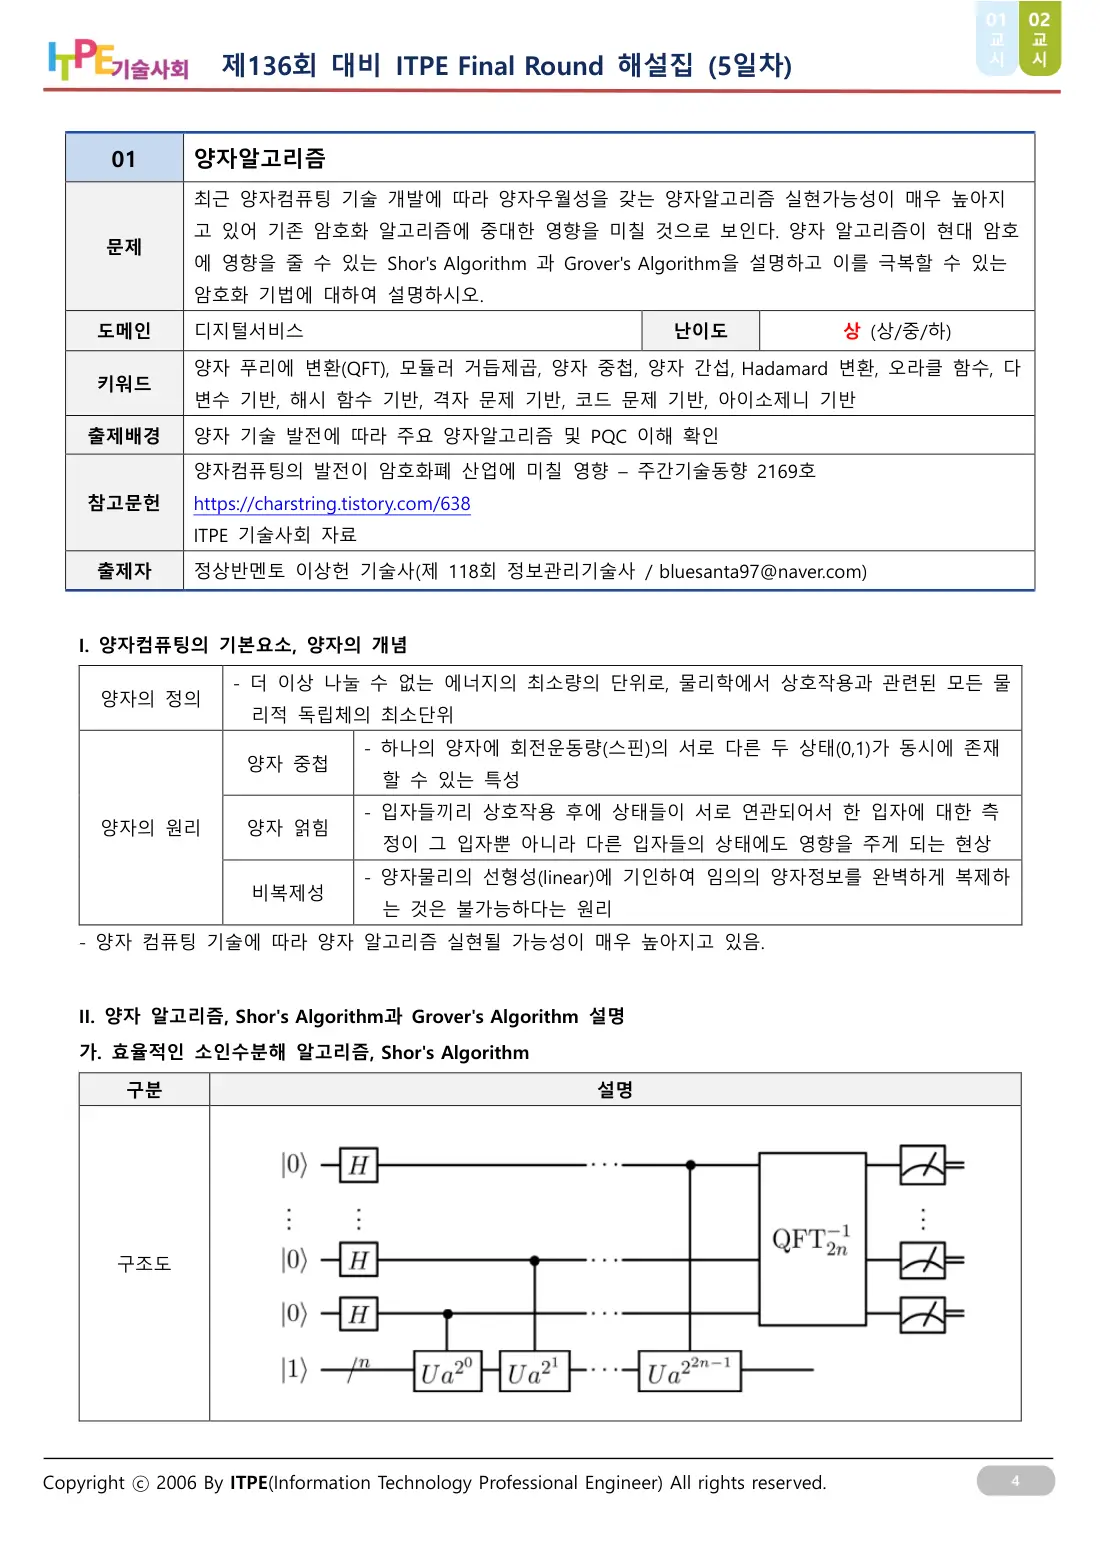 ITPE기술사회 제136회 대비 ITPE Final Round 해설집 (5일차)
01 교 시
02 교 시
01 양자알고리즘
문제
최근 양자컴퓨팅 기술 개발에 따라 양자우월성을 갖는 양자알고리즘 실현가능성이 매우 높아지
고 있어 기존 암호화 알고리즘에 중대한 영향을 미칠 것으로 보인다. 양자 알고리즘이 현대 암호
에 영향을 줄 수 있는 Shor's Algorithm 과 Grover's Algorithm을 설명하고 이를 극복할 수 있는
암호화 기법에 대하여 설명하시오.
도메인 디지털서비스 난이도 상 (상/중/하)
키워드
양자 푸리에 변환(QFT), 모듈러 거듭제곱, 양자 중첩, 양자 간섭, Hadamard 변환, 오라클 함수, 다
변수 기반, 해시 함수 기반, 격자 문제 기반, 코드 문제 기반, 아이소제니 기반
출제배경 양자 기술 발전에 따라 주요 양자알고리즘 및 PQC 이해 확인
참고문헌
양자컴퓨팅의 발전이 암호화폐 산업에 미칠 영향 – 주간기술동향 2169호
https://charstring.tistory.com/638
ITPE 기술사회 자료
출제자 정상반멘토 이상헌 기술사(제 118회 정보관리기술사 / bluesanta97@naver.com)
I. 양자컴퓨팅의 기본요소, 양자의 개념
양자의 정의
- 더 이상 나눌 수 없는 에너지의 최소량의 단위로, 물리학에서 상호작용과 관련된 모든 물
리적 독립체의 최소단위
양자의 원리
양자 중첩
- 하나의 양자에 회전운동량(스핀)의 서로 다른 두 상태(0,1)가 동시에 존재
할 수 있는 특성
양자 얽힘
- 입자들끼리 상호작용 후에 상태들이 서로 연관되어서 한 입자에 대한 측
정이 그 입자뿐 아니라 다른 입자들의 상태에도 영향을 주게 되는 현상
비복제성
- 양자물리의 선형성(linear)에 기인하여 임의의 양자정보를 완벽하게 복제하
는 것은 불가능하다는 원리
- 양자 컴퓨팅 기술에 따라 양자 알고리즘 실현될 가능성이 매우 높아지고 있음.
II. 양자 알고리즘, Shor's Algorithm과 Grover's Algorithm 설명
가. 효율적인 소인수분해 알고리즘, Shor's Algorithm
구분 설명
구조도
|0⟩ H ···
⋮ ⋮ ⋮
QFT₂ₙ⁻¹
|0⟩ H ···
|0⟩ H ···
|1⟩ n Ua^2^0 Ua^2^1 ··· Ua^2^2n−1
Copyright ⓒ 2006 By ITPE(Information Technology Professional Engineer) All rights reserved.
4